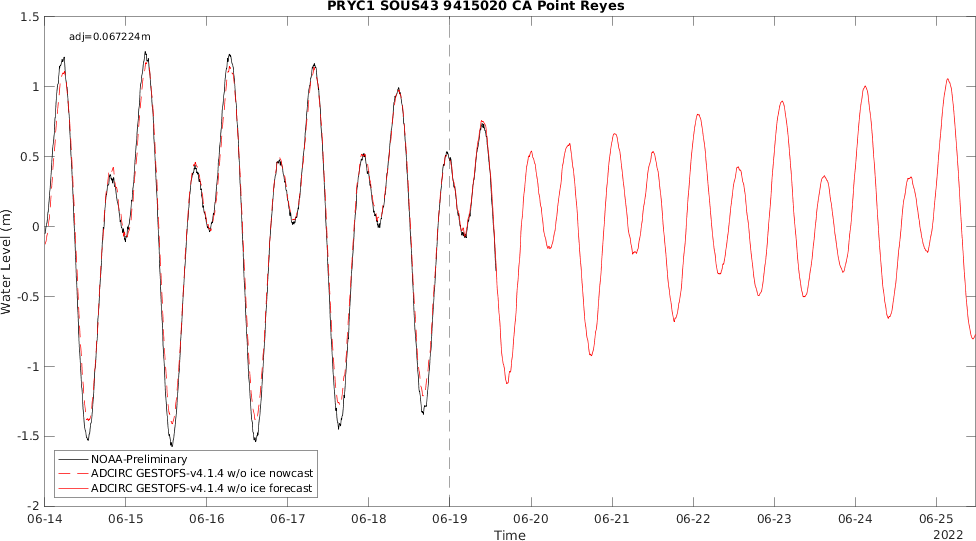 PRYC1 SOUS43 9415020 CA Point Reyes
adj=0.067224m
1.5
1
0.5
0
-0.5
-1
-1.5
-2
Water Level (m)
NOAA-Preliminary
ADCIRC GESTOFS-v4.1.4 w/o ice nowcast
ADCIRC GESTOFS-v4.1.4 w/o ice forecast
06-14 06-15 06-16 06-17 06-18 06-19 06-20 06-21 06-22 06-23 06-24 06-25
Time
2022